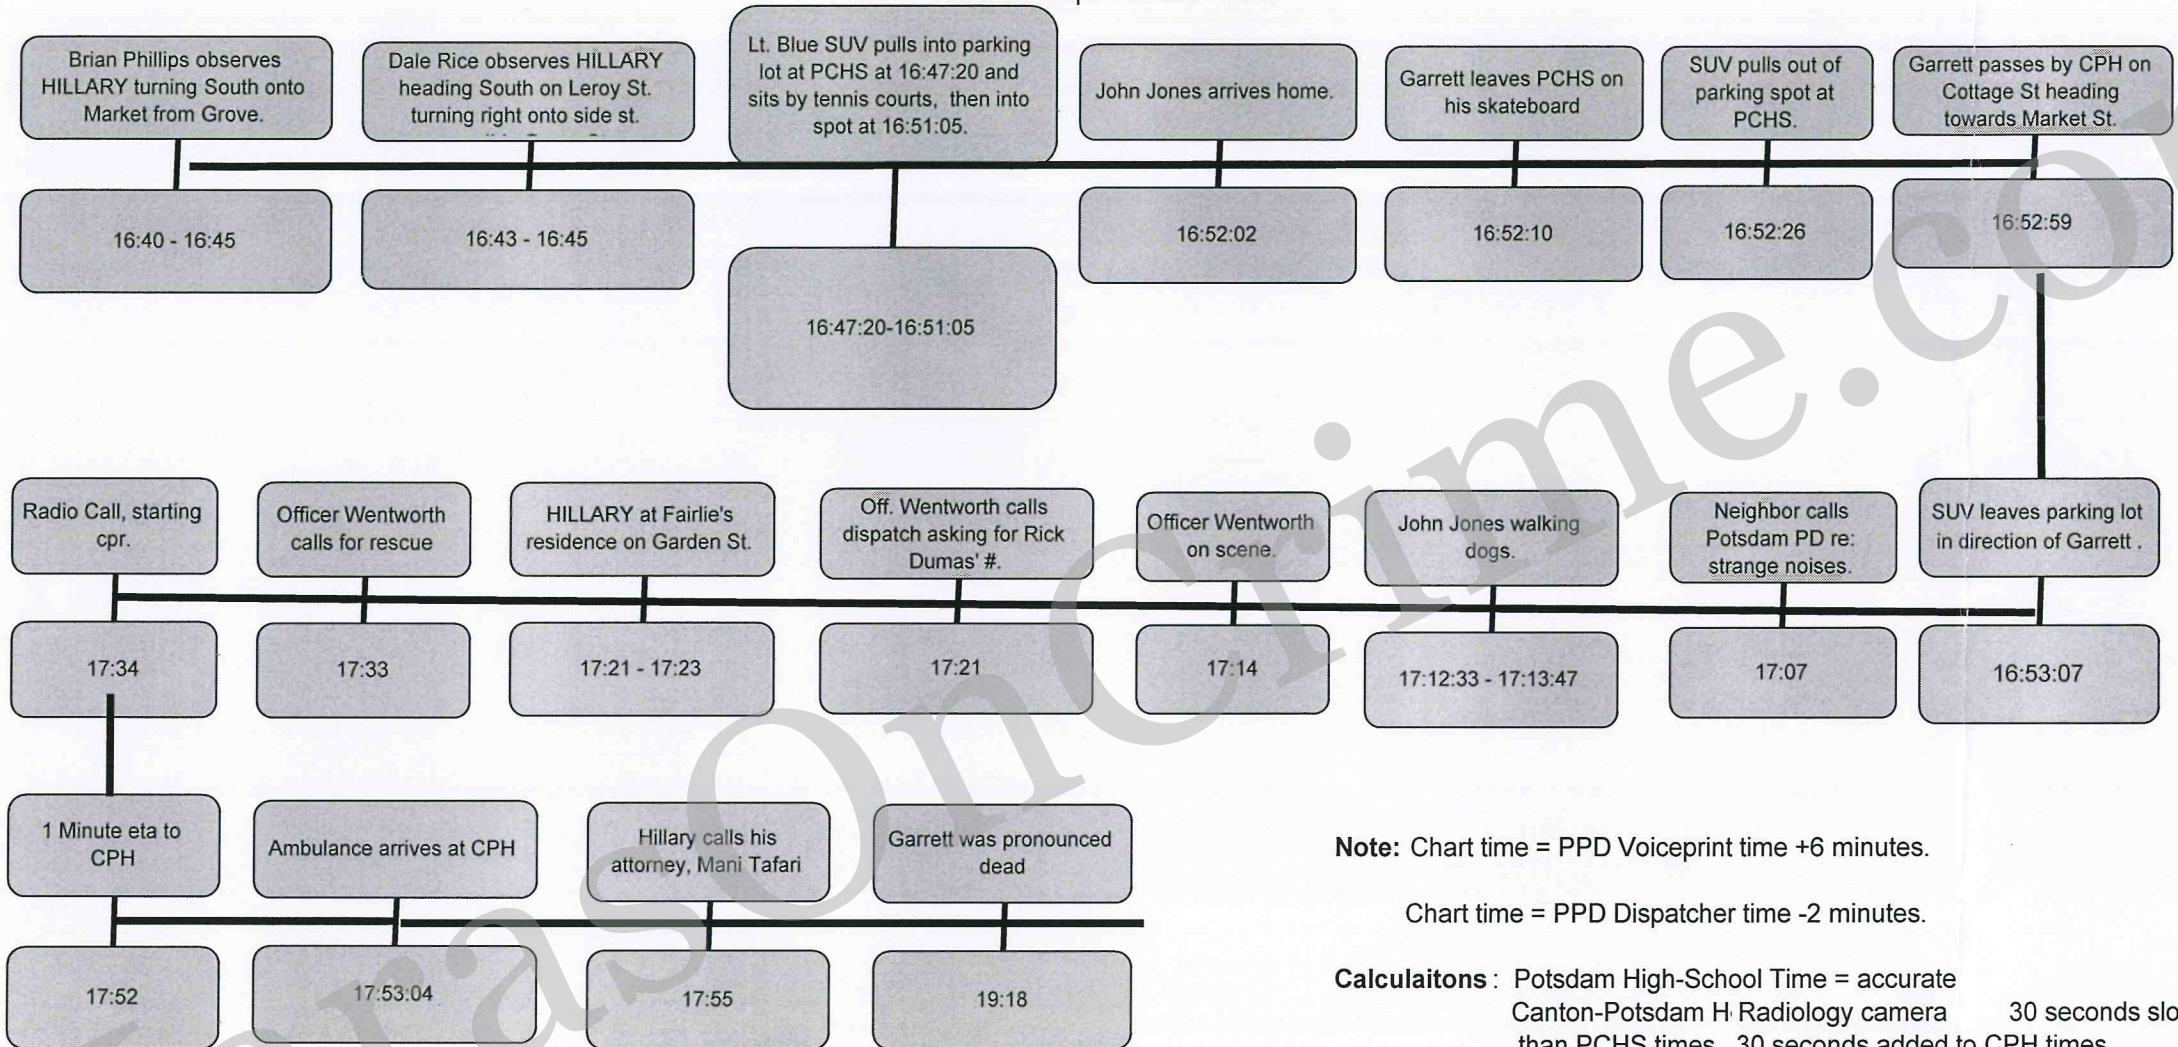 Brian Phillips observes
HILLARY turning South onto
Market from Grove.
16:40 - 16:45
Dale Rice observes HILLARY
heading South on Leroy St.
turning right onto side st.
16:43 - 16:45
Lt. Blue SUV pulls into parking
lot at PCHS at 16:47:20 and
sits by tennis courts, then into
spot at 16:51:05.
16:47:20-16:51:05
John Jones arrives home.
16:52:02
Garrett leaves PCHS on
his skateboard
16:52:10
SUV pulls out of
parking spot at
PCHS.
16:52:26
Garrett passes by CPH on
Cottage St heading
towards Market St.
16:52:59
SUV leaves parking lot
in direction of Garrett .
16:53:07
Neighbor calls
Potsdam PD re:
strange noises.
17:07
John Jones walking
dogs.
17:12:33 - 17:13:47
Officer Wentworth
on scene.
17:14
Off. Wentworth calls
dispatch asking for Rick
Dumas' #.
17:21
HILLARY at Fairlie's
residence on Garden St.
17:21 - 17:23
Officer Wentworth
calls for rescue
17:33
Radio Call, starting
cpr.
17:34
1 Minute eta to
CPH
17:52
Ambulance arrives at CPH
17:53:04
Hillary calls his
attorney, Mani Tafari
17:55
Garrett was pronounced
dead
19:18
Note: Chart time = PPD Voiceprint time +6 minutes.
Chart time = PPD Dispatcher time -2 minutes.
Calculaitons : Potsdam High-School Time = accurate
Canton-Potsdam H Radiology camera 30 seconds slo
than PCHS times. 30 seconds added to CPH times
rasOnCrime.co